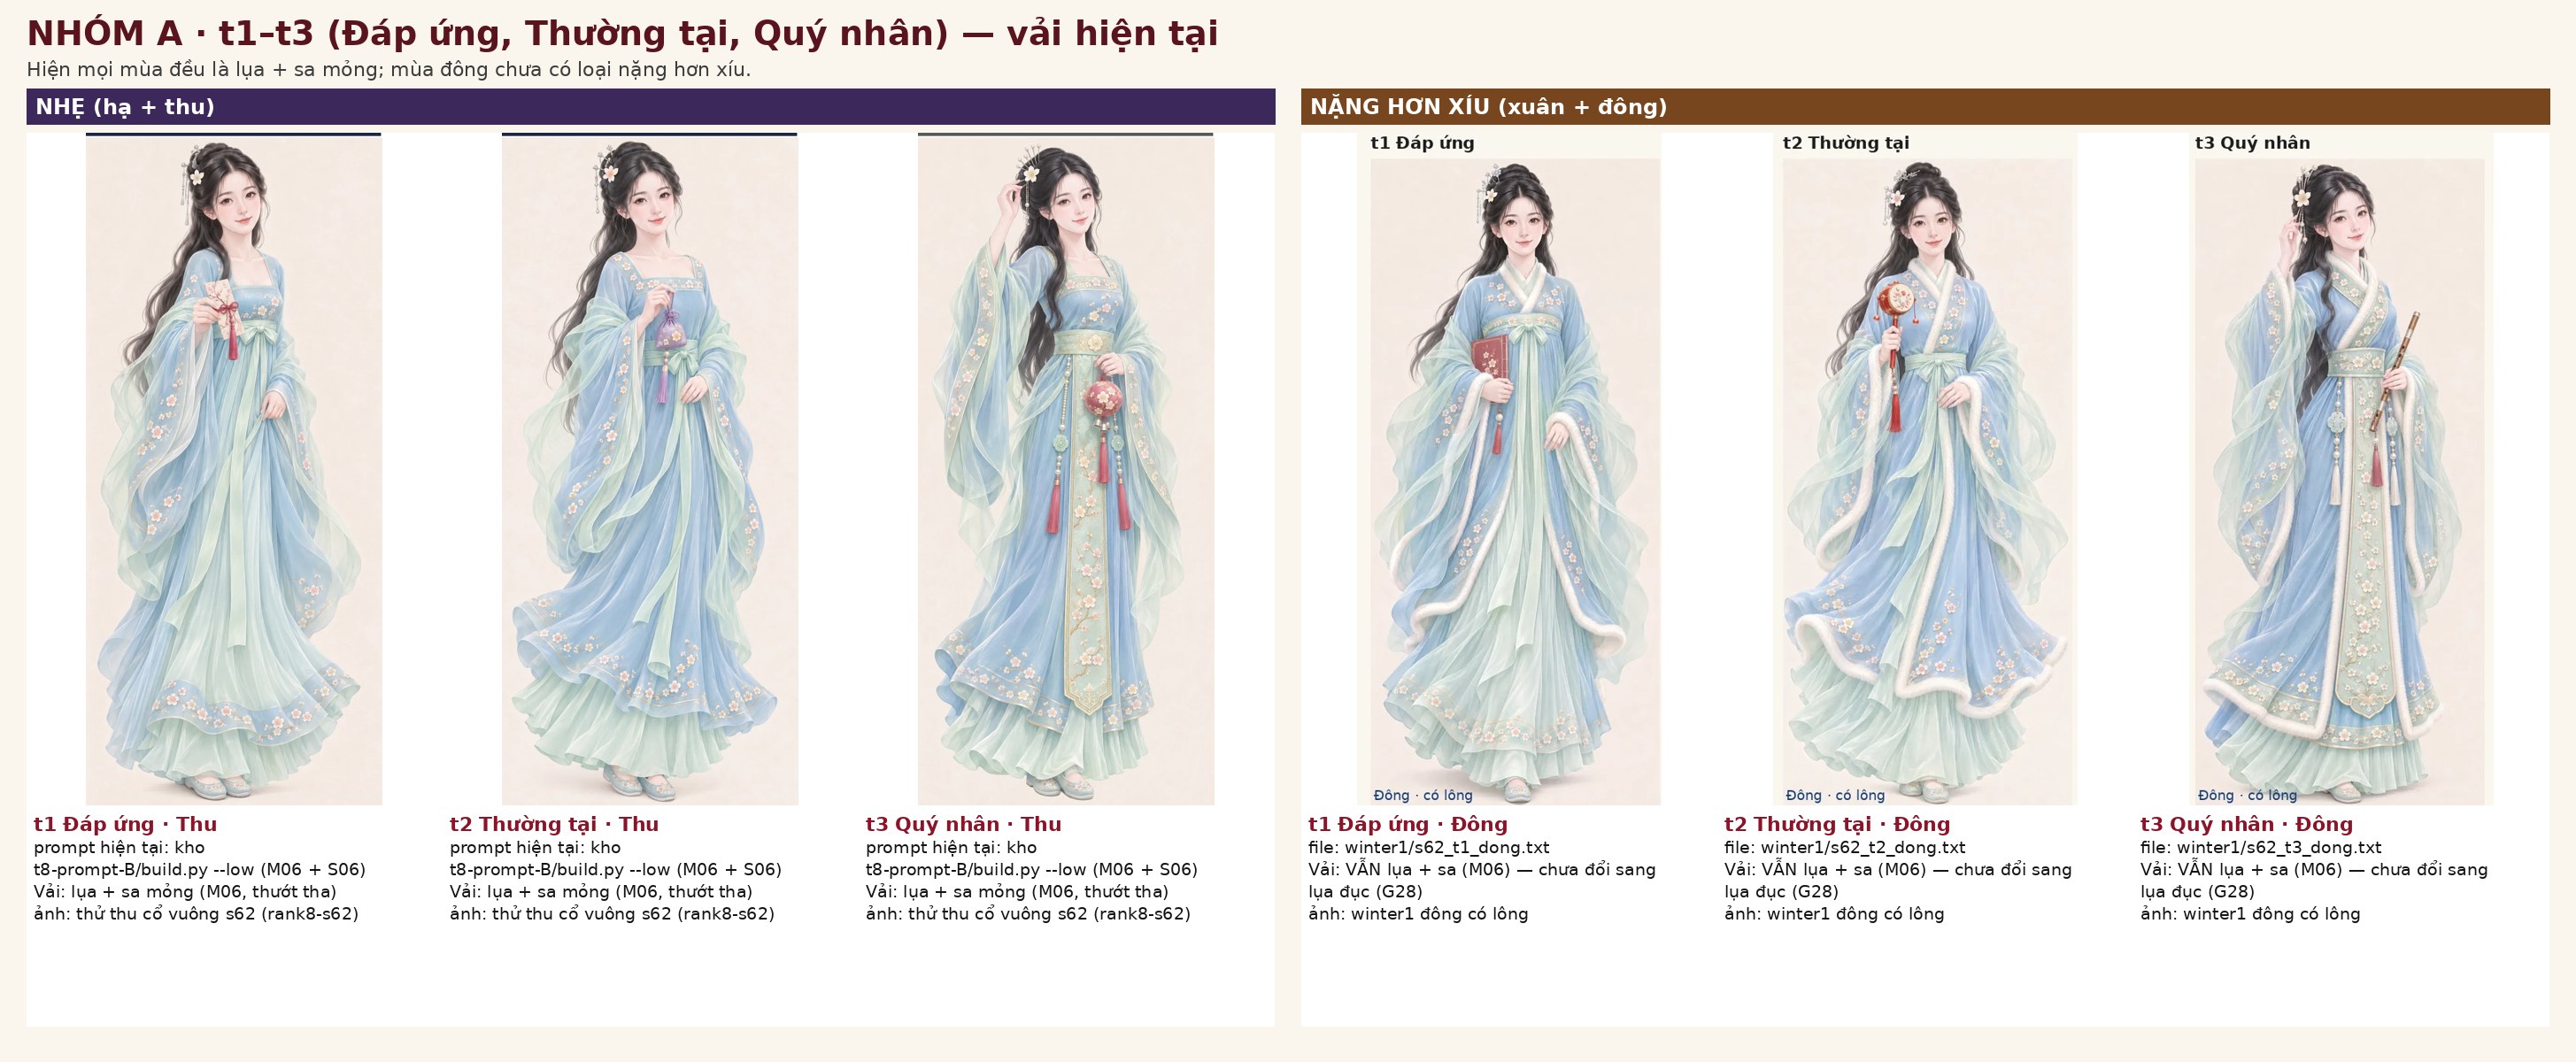 NHÓM A · t1–t3 (Đáp ứng, Thường tại, Quý nhân) — vải hiện tại
Hiện mọi mùa đều là lụa + sa mỏng; mùa đông chưa có loại nặng hơn xíu.
NHẸ (hạ + thu)
t1 Đáp ứng · Thu
prompt hiện tại: kho
t8-prompt-B/build.py --low (M06 + S06)
Vải: lụa + sa mỏng (M06, thướt tha)
ảnh: thử thu cổ vuông s62 (rank8-s62)
t2 Thường tại · Thu
prompt hiện tại: kho
t8-prompt-B/build.py --low (M06 + S06)
Vải: lụa + sa mỏng (M06, thướt tha)
ảnh: thử thu cổ vuông s62 (rank8-s62)
t3 Quý nhân · Thu
prompt hiện tại: kho
t8-prompt-B/build.py --low (M06 + S06)
Vải: lụa + sa mỏng (M06, thướt tha)
ảnh: thử thu cổ vuông s62 (rank8-s62)
NẶNG HƠN XÍU (xuân + đông)
t1 Đáp ứng
Đông · có lông
t1 Đáp ứng · Đông
file: winter1/s62_t1_dong.txt
Vải: VẪN lụa + sa (M06) — chưa đổi sang
lụa đục (G28)
ảnh: winter1 đông có lông
t2 Thường tại
Đông · có lông
t2 Thường tại · Đông
file: winter1/s62_t2_dong.txt
Vải: VẪN lụa + sa (M06) — chưa đổi sang
lụa đục (G28)
ảnh: winter1 đông có lông
t3 Quý nhân
Đông · có lông
t3 Quý nhân · Đông
file: winter1/s62_t3_dong.txt
Vải: VẪN lụa + sa (M06) — chưa đổi sang
lụa đục (G28)
ảnh: winter1 đông có lông